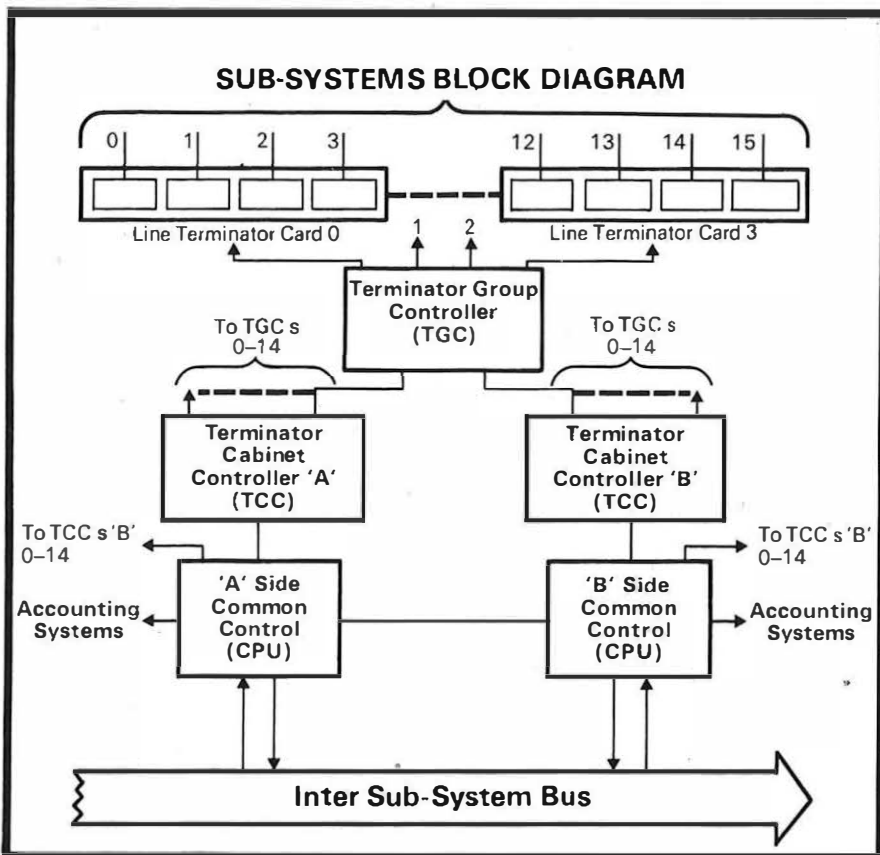 SUB-SYSTEMS BLOCK DIAGRAM
0 1 2 3 12 13 14 15
Line Terminator Card 0
1 2
Line Terminator Card 3
Terminator Group
Controller
(TGC)
To TGC s
0–14
To TGC s
0–14
Terminator
Cabinet
Controller 'A'
(TCC)
Terminator
Cabinet
Controller 'B'
(TCC)
To TCC s 'B'
0–14
To TCC s 'B'
0–14
Accounting
Systems
'A' Side
Common
Control
(CPU)
'B' Side
Common
Control
(CPU)
Accounting
Systems
Inter Sub-System Bus